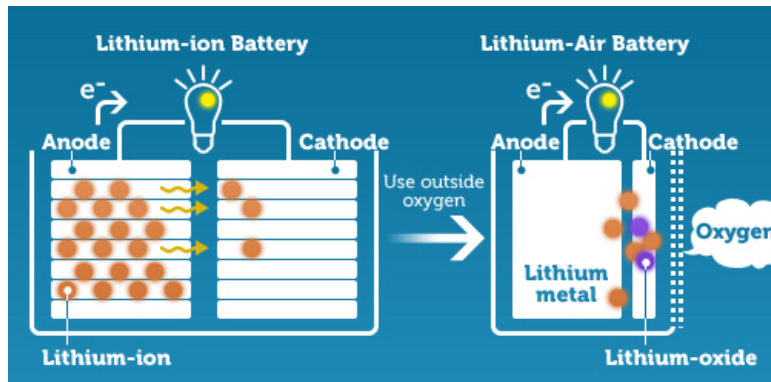 Lithium-ion Battery
e-
Anode
Cathode
Lithium-ion
Use outside
oxygen
Lithium-Air Battery
e-
Anode
Cathode
Oxygen
Lithium
metal
Lithium-oxide